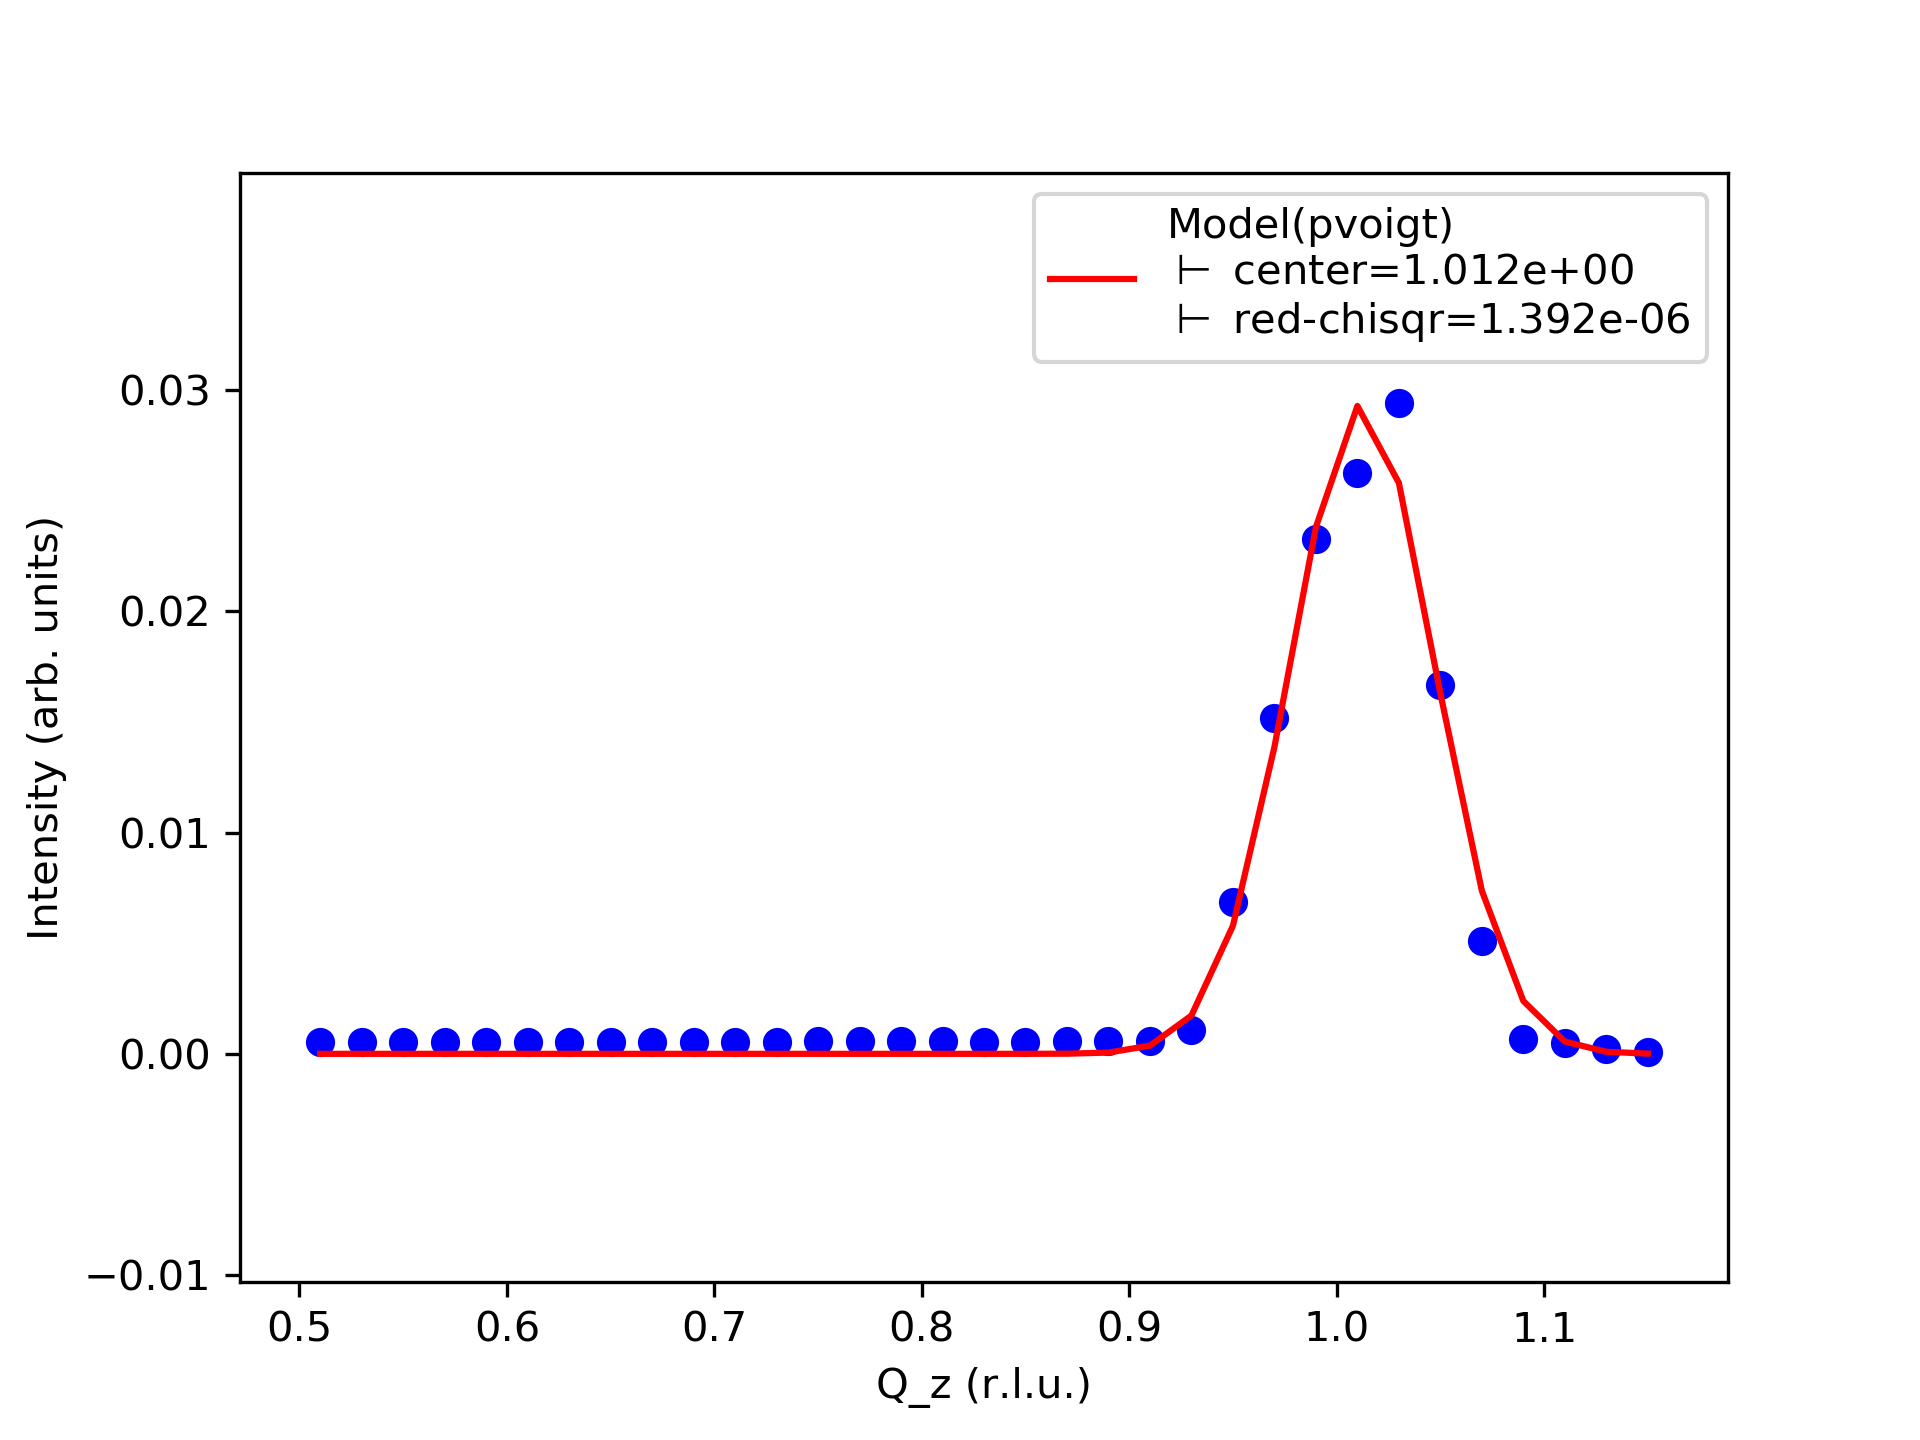 Model(pvoigt)
⊢ center=1.012e+00
⊢ red-chisqr=1.392e-06
0.03
0.02
0.01
0.00
−0.01
Intensity (arb. units)
0.5 0.6 0.7 0.8 0.9 1.0 1.1
Q_z (r.l.u.)